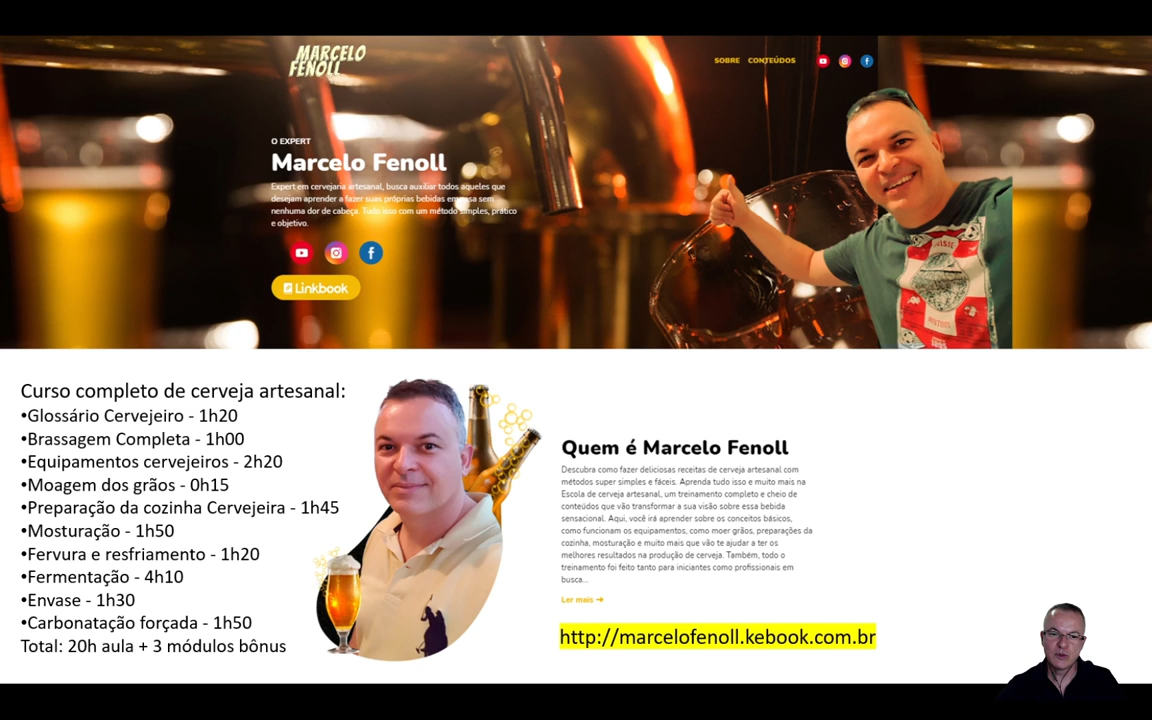 MARCELO
FENOLL
SOBRE CONTEÚDOS
O EXPERT
Marcelo Fenoll
Expert em cervejana artesanal, busca auxiliar todos aqueles que
desejam aprender a fazer suas próprias bebidas em casa sem
nenhuma dor de cabeça. Tudo isso com um método simples, prático
e objetivo.
Linkbook
Curso completo de cerveja artesanal:
•Glossário Cervejeiro - 1h20
•Brassagem Completa - 1h00
•Equipamentos cervejeiros - 2h20
•Moagem dos grãos - 0h15
•Preparação da cozinha Cervejeira - 1h45
•Mosturação - 1h50
•Fervura e resfriamento - 1h20
•Fermentação - 4h10
•Envase - 1h30
•Carbonatação forçada - 1h50
Total: 20h aula + 3 módulos bônus
Quem é Marcelo Fenoll
Descubra como fazer deliciosas receitas de cerveja artesanal com
métodos super simples e fáceis. Aprenda tudo isso e muito mais na
Escola de cerveja artesanal, um treinamento completo e cheio de
conteúdos que vão transformar a sua visão sobre essa bebida
sensacional. Aqui, você irá aprender sobre os conceitos básicos,
como funcionam os equipamentos, como moer grãos, preparações da
cozinha, mosturação e muito mais que vão te ajudar a ter os
melhores resultados na produção de cerveja. Também, todo o
treinamento foi feito tanto para iniciantes como profissionais em
busca...
Ler mais ➔
http://marcelofenoll.kebook.com.br